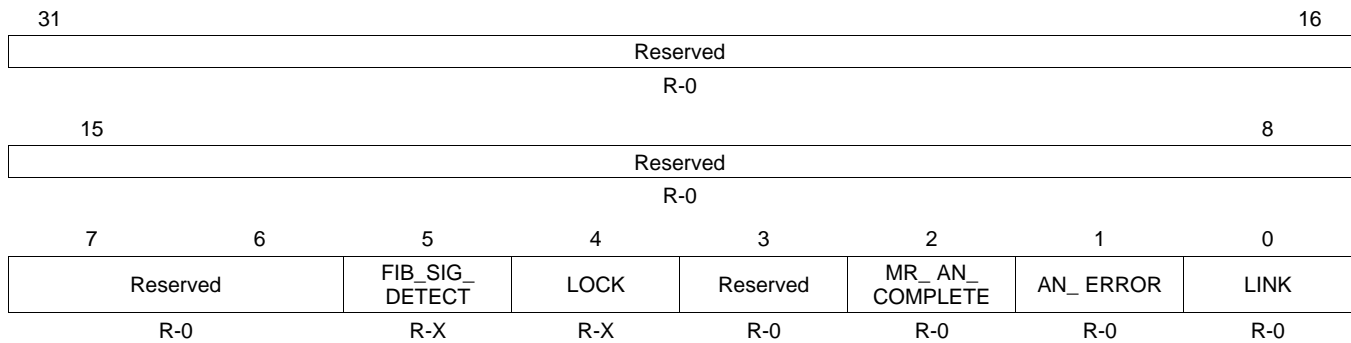 31 16
Reserved
R-0
15 8
Reserved
R-0
7 6 5 4 3 2 1 0
Reserved FIB_SIG_ DETECT LOCK Reserved MR_ AN_ COMPLETE AN_ ERROR LINK
R-0 R-X R-X R-0 R-0 R-0 R-0